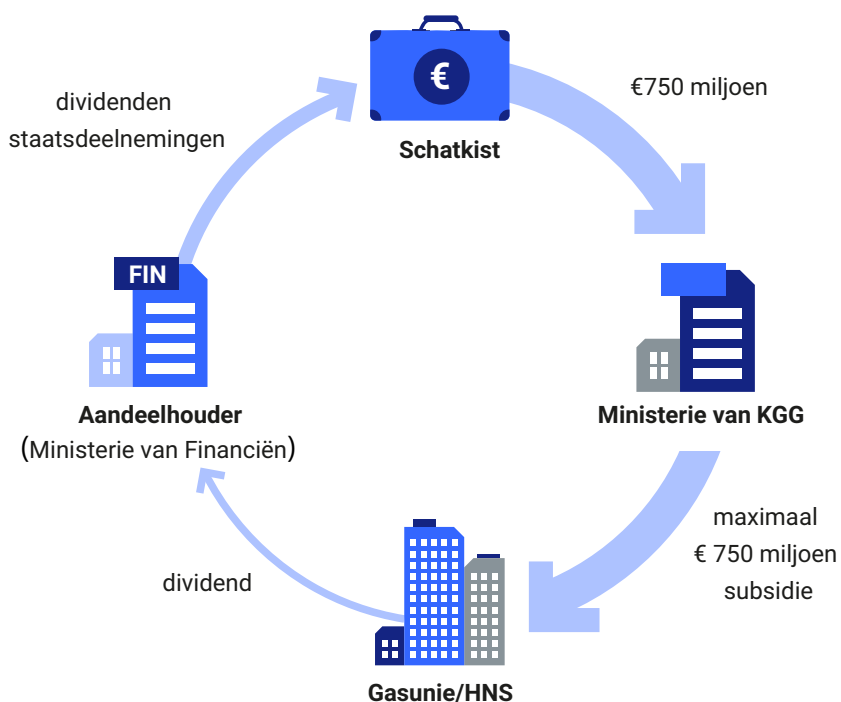 €
Schatkist
€750 miljoen
dividenden
staatsdeelnemingen
FIN
Aandeelhouder
(Ministerie van Financiën)
Ministerie van KGG
maximaal
€ 750 miljoen
subsidie
dividend
Gasunie/HNS